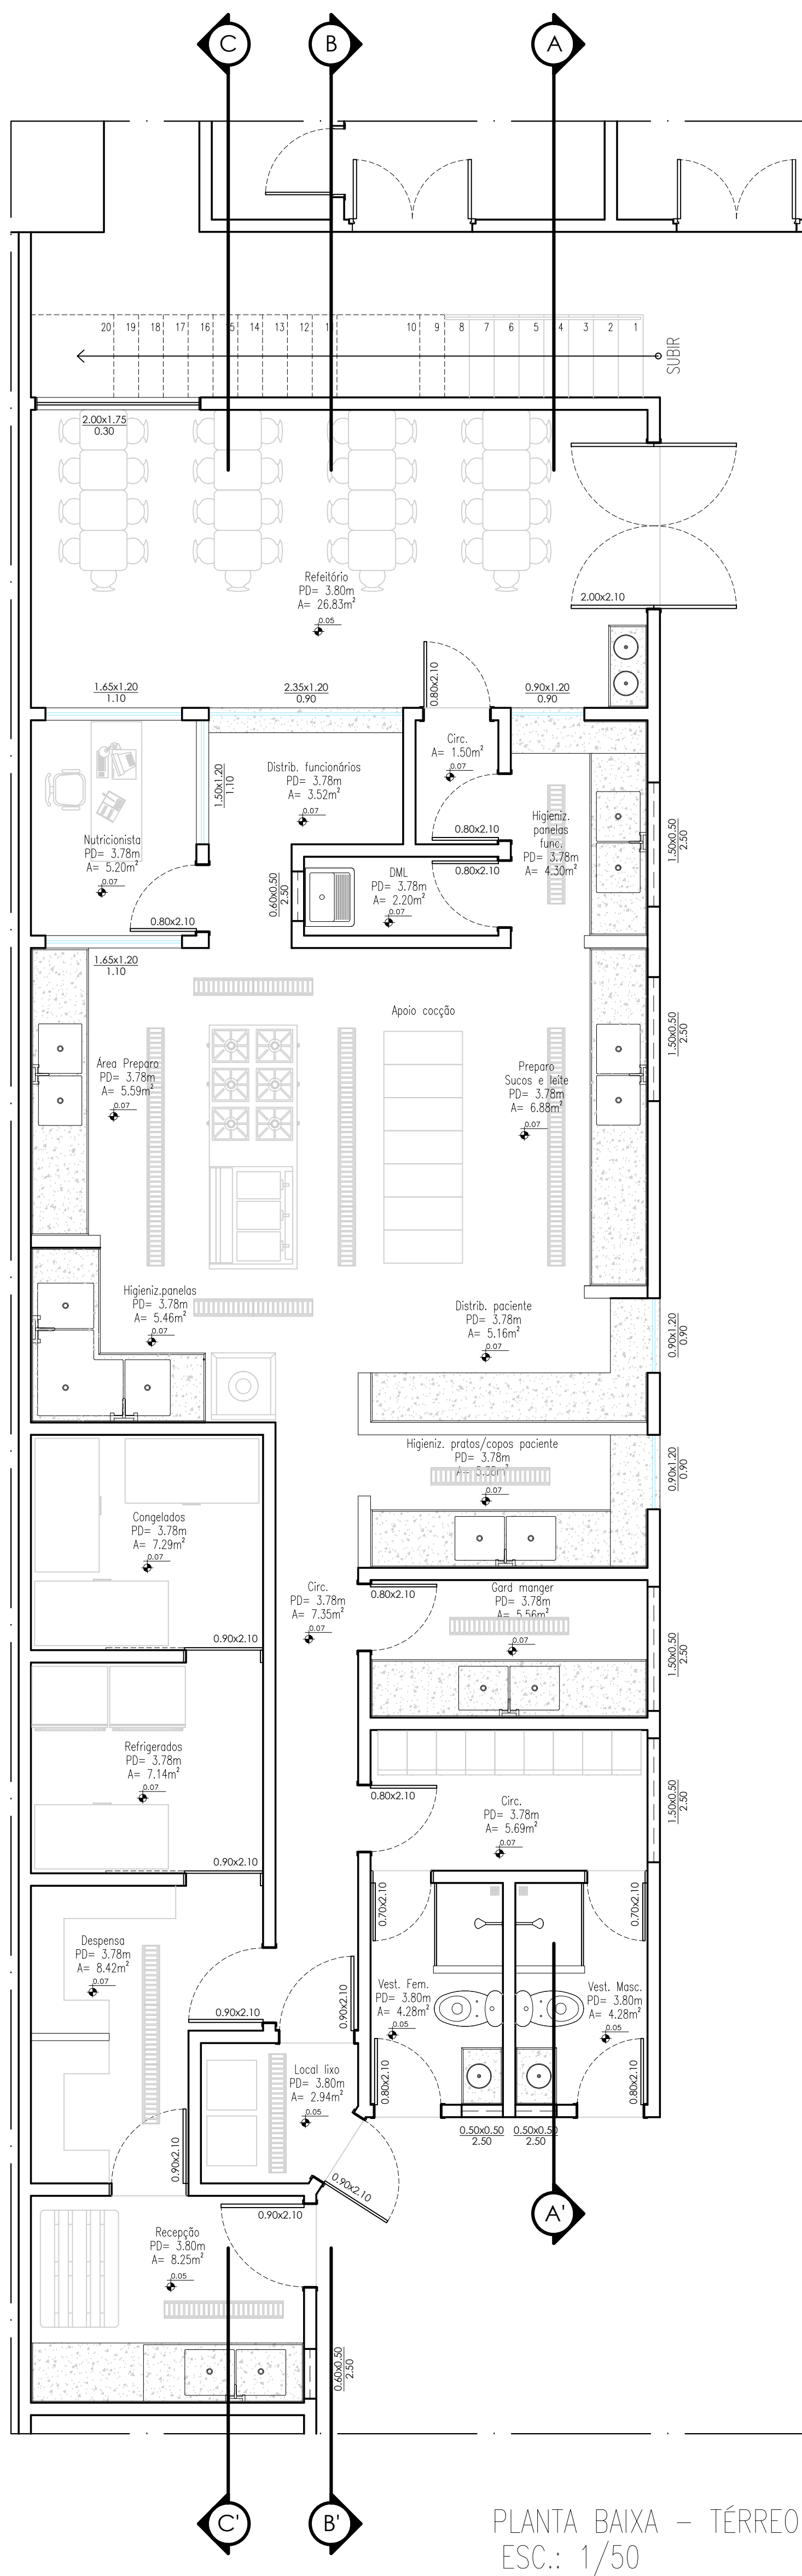 C
B
A
20 19 18 17 16 15 14 13 12 11 10 9 8 7 6 5 4 3 2 1
SUBIR
2.00x1.75
0.30
Refeitório
PD= 3.80m
A= 26.83m²
0.05
2.00x2.10
1.65x1.20
1.10
2.35x1.20
0.90
0.80x2.10
0.90x1.20
0.90
Circ.
A= 1.50m²
0.07
0.80x2.10
Distrib. funcionários
PD= 3.78m
A= 3.52m²
0.07
1.50x1.20
1.10
Higieniz.
panelas
func.
PD= 3.78m
A= 4.30m²
1.50x0.50
2.50
Nutricionista
PD= 3.78m
A= 5.20m²
0.07
0.80x2.10
DML
PD= 3.78m
A= 2.20m²
0.07
0.80x2.10
0.60x0.50
2.50
1.65x1.20
1.10
Apoio cocção
1.50x0.50
2.50
Área Preparo
PD= 3.78m
A= 5.59m²
0.07
Preparo
Sucos e leite
PD= 3.78m
A= 6.88m²
0.07
Higieniz.panelas
PD= 3.78m
A= 5.46m²
0.07
Distrib. paciente
PD= 3.78m
A= 5.16m²
0.07
0.90x1.20
0.90
Higieniz. pratos/copos paciente
PD= 3.78m
0.07
0.90x1.20
0.90
Congelados
PD= 3.78m
A= 7.29m²
0.07
0.90x2.10
Circ.
PD= 3.78m
A= 7.35m²
0.07
0.80x2.10
Gard manger
PD= 3.78m
A= 5.56m²
0.07
1.50x0.50
2.50
Refrigerados
PD= 3.78m
A= 7.14m²
0.07
0.90x2.10
0.80x2.10
Circ.
PD= 3.78m
A= 5.69m²
0.07
1.50x0.50
2.50
0.70x2.10
0.70x2.10
Despensa
PD= 3.78m
A= 8.42m²
0.07
0.90x2.10
0.90x2.10
Vest. Fem.
PD= 3.80m
A= 4.28m²
0.05
0.80x2.10
Vest. Masc.
PD= 3.80m
A= 4.28m²
0.05
0.80x2.10
Local lixo
PD= 3.80m
A= 2.94m²
0.05
0.50x0.50
2.50
0.50x0.50
2.50
0.90x2.10
0.90x2.10
0.90x2.10
A'
Recepção
PD= 3.80m
A= 8.25m²
0.05
0.60x0.50
2.50
C'
B'
PLANTA BAIXA – TÉRREO
ESC.: 1/50